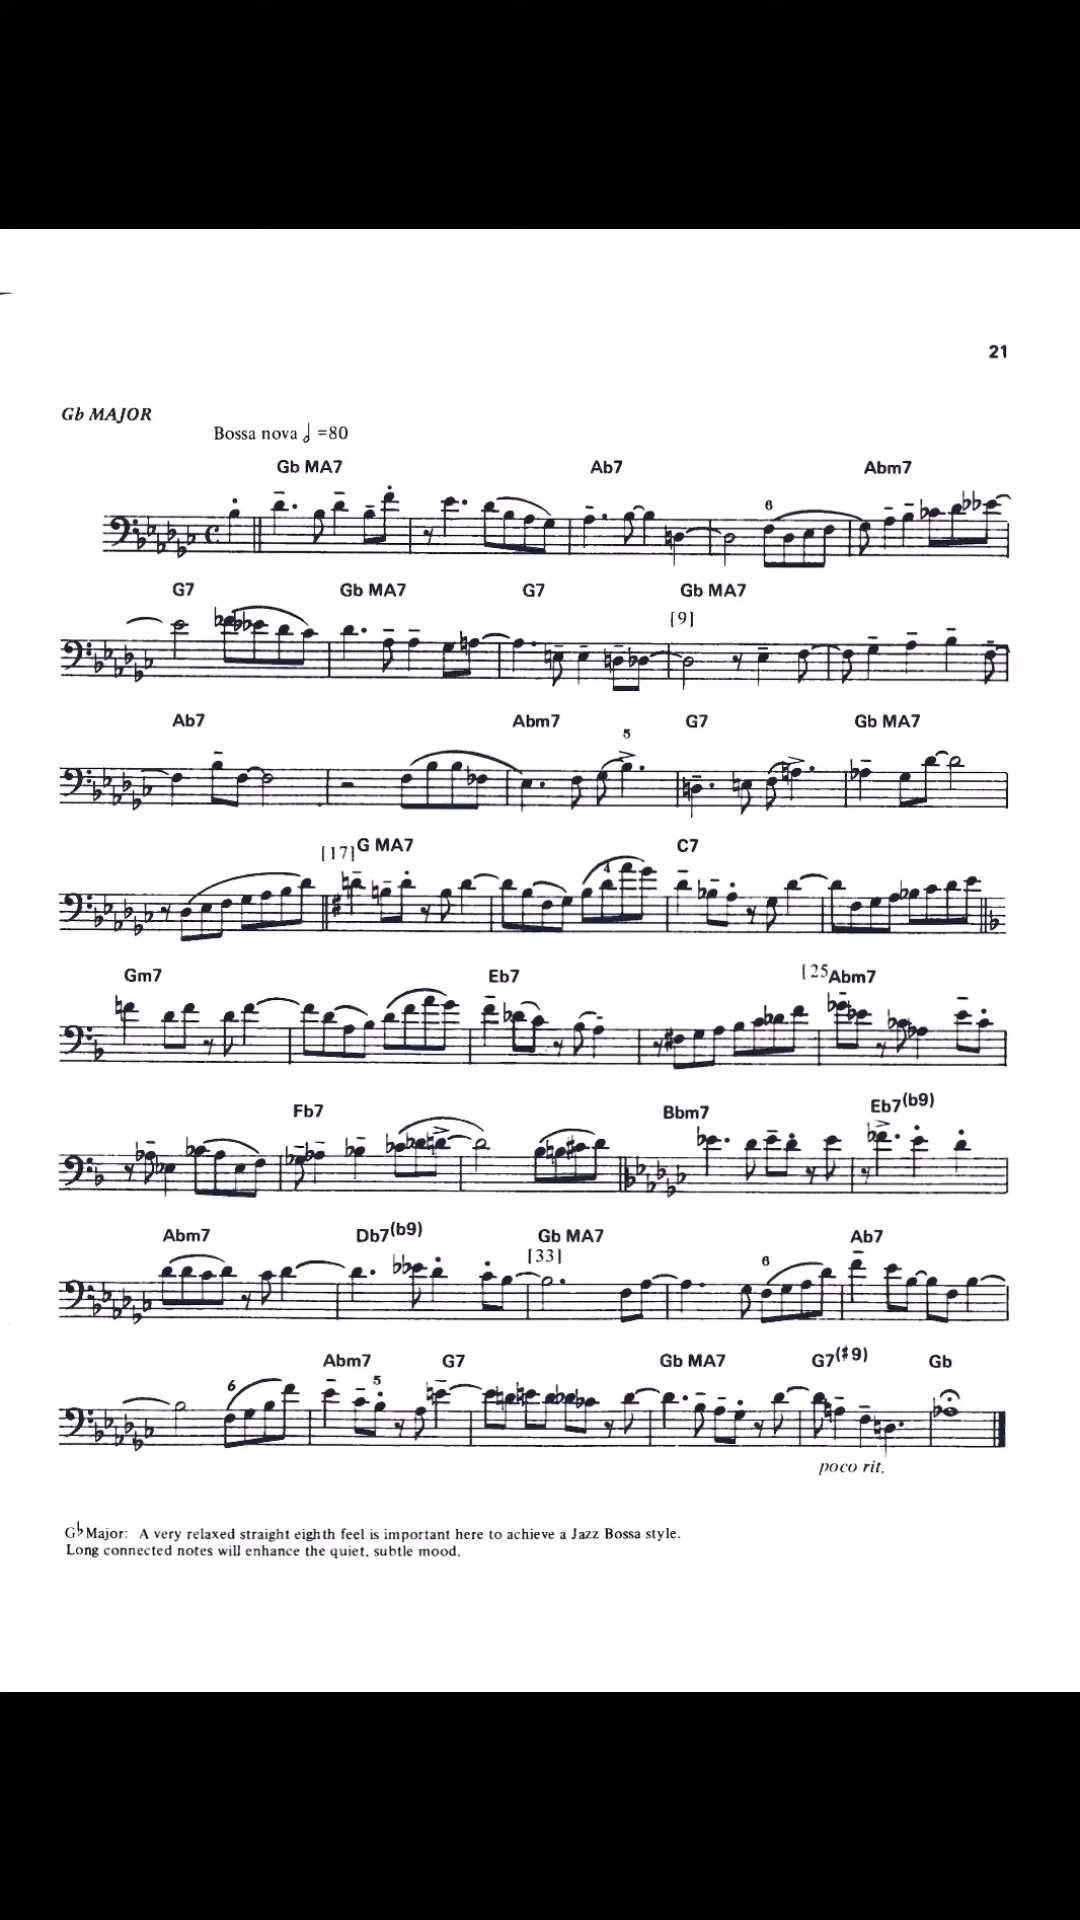 21
Gb MAJOR
Bossa nova =80
Gb MA7 Ab7 Abm7
6
G7 Gb MA7 G7 Gb MA7
[9]
Ab7 Abm7 G7 Gb MA7
5
[17] G MA7 C7
4
Gm7 Eb7 [25 Abm7
Fb7 Bbm7 Eb7(b9)
Abm7 Db7(b9) Gb MA7 Ab7
[33] 6
Abm7 G7 Gb MA7 G7(♯9) Gb
6 5
poco rit.
G♭ Major: A very relaxed straight eighth feel is important here to achieve a Jazz Bossa style.
Long connected notes will enhance the quiet, subtle mood.